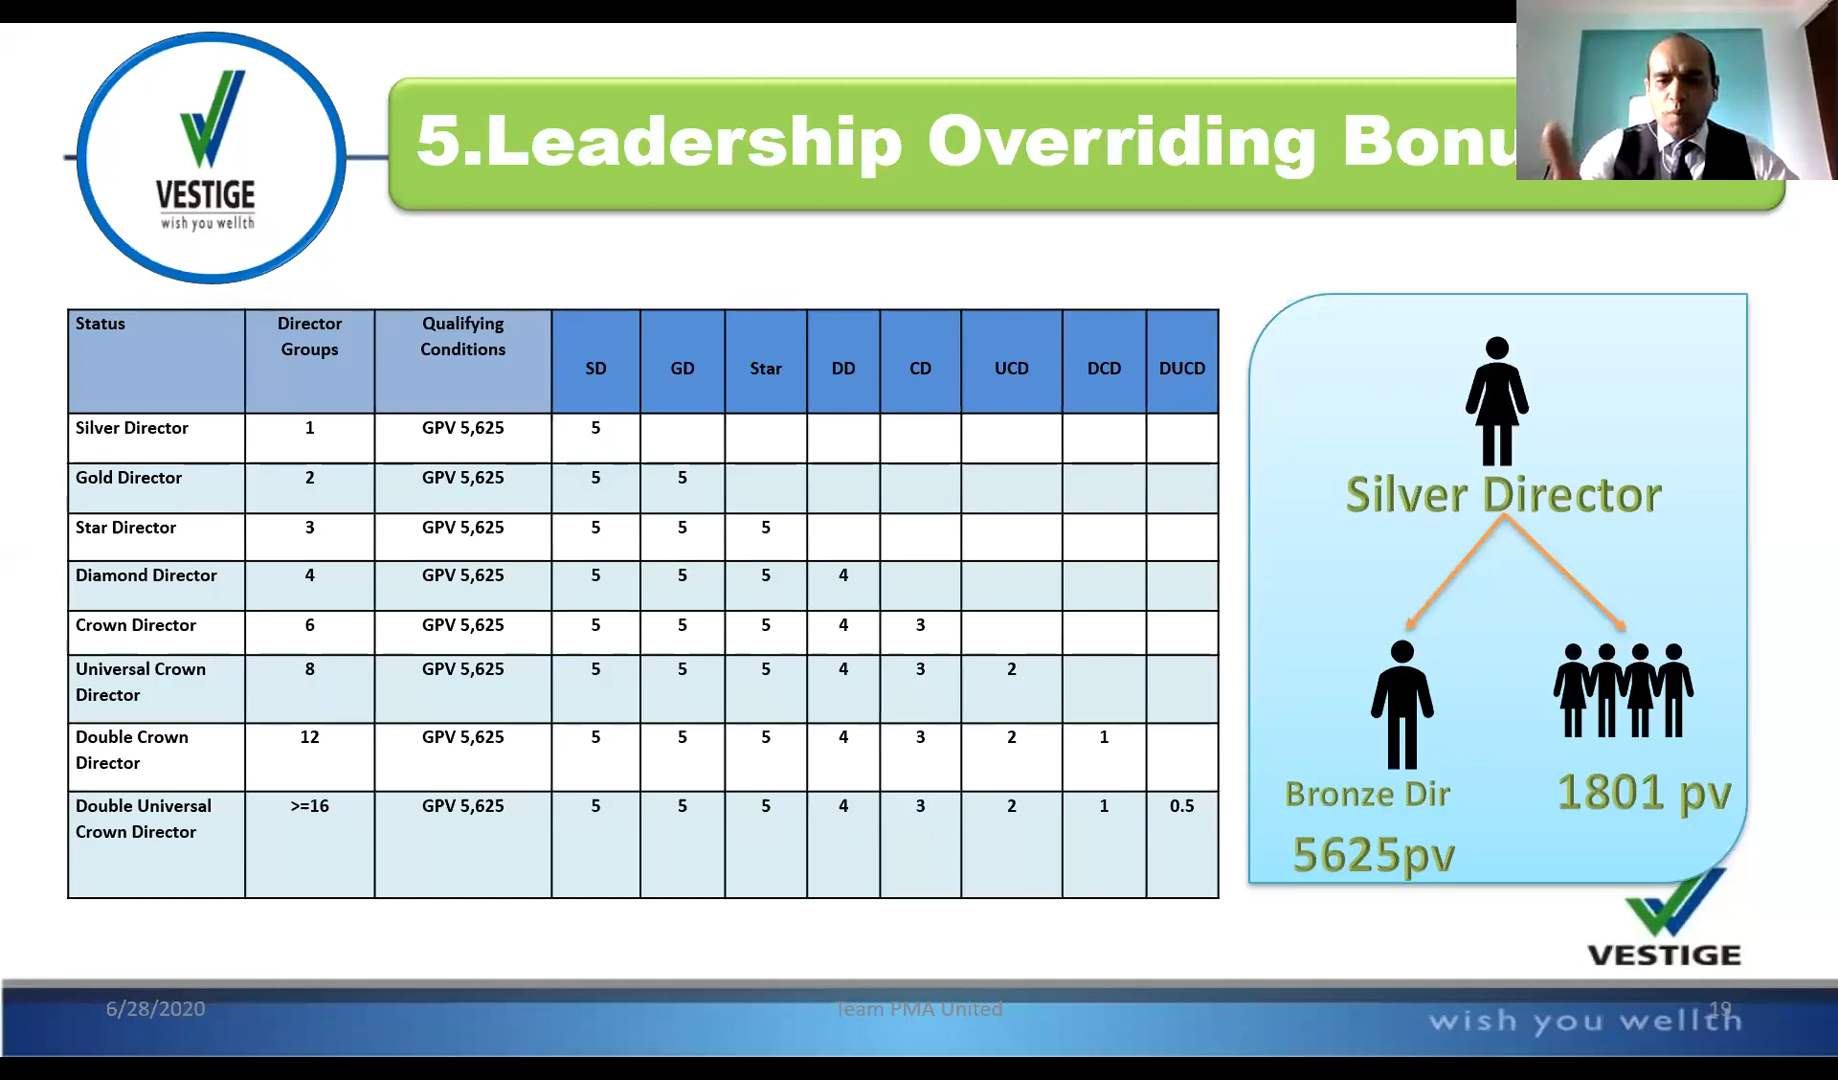 VESTIGE
wish you wellth
5.Leadership Overriding Bonu
Status Director Groups Qualifying Conditions SD GD Star DD CD UCD DCD DUCD
Silver Director 1 GPV 5,625 5
Gold Director 2 GPV 5,625 5 5
Star Director 3 GPV 5,625 5 5 5
Diamond Director 4 GPV 5,625 5 5 5 4
Crown Director 6 GPV 5,625 5 5 5 4 3
Universal Crown Director 8 GPV 5,625 5 5 5 4 3 2
Double Crown Director 12 GPV 5,625 5 5 5 4 3 2 1
Double Universal Crown Director >=16 GPV 5,625 5 5 5 4 3 2 1 0.5
Silver Director
Bronze Dir
5625pv
1801 pv
VESTIGE
6/28/2020
Team PMA United
19
wish you wellth